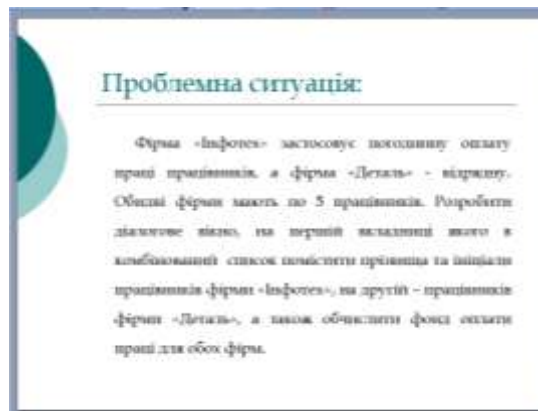 Проблемна ситуація:
Фірма «Інфотех» застосовує погодинну оплату
праці працівників, а фірма «Деталь» - відрядну.
Обидві фірми мають по 5 працівників. Розробити
діалогове вікно, на першій вкладинці якого в
комбінований список помістити прізвища та ініціали
працівників фірми «Інфотех», на другій – працівників
фірми «Деталь», а також обчислити фонд оплати
праці для обох фірм.